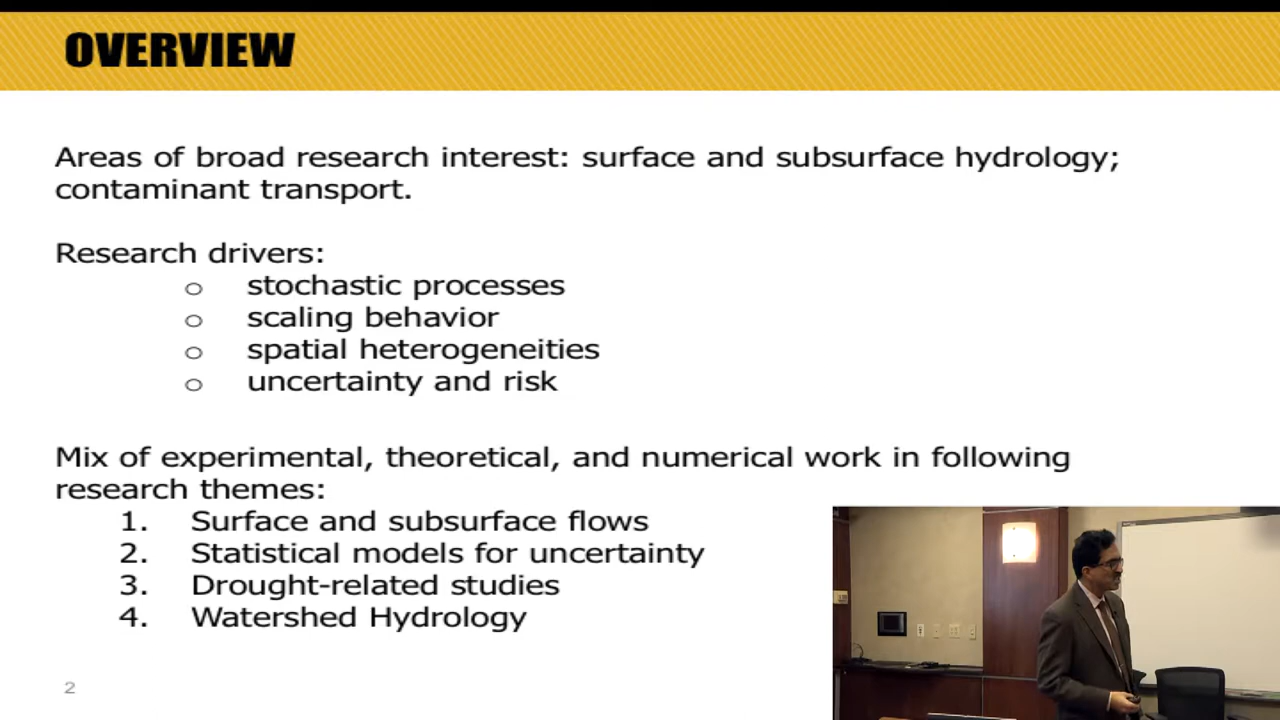 OVERVIEW
Areas of broad research interest: surface and subsurface hydrology;
contaminant transport.
Research drivers:
o stochastic processes
o scaling behavior
o spatial heterogeneities
o uncertainty and risk
Mix of experimental, theoretical, and numerical work in following
research themes:
1. Surface and subsurface flows
2. Statistical models for uncertainty
3. Drought-related studies
4. Watershed Hydrology
2